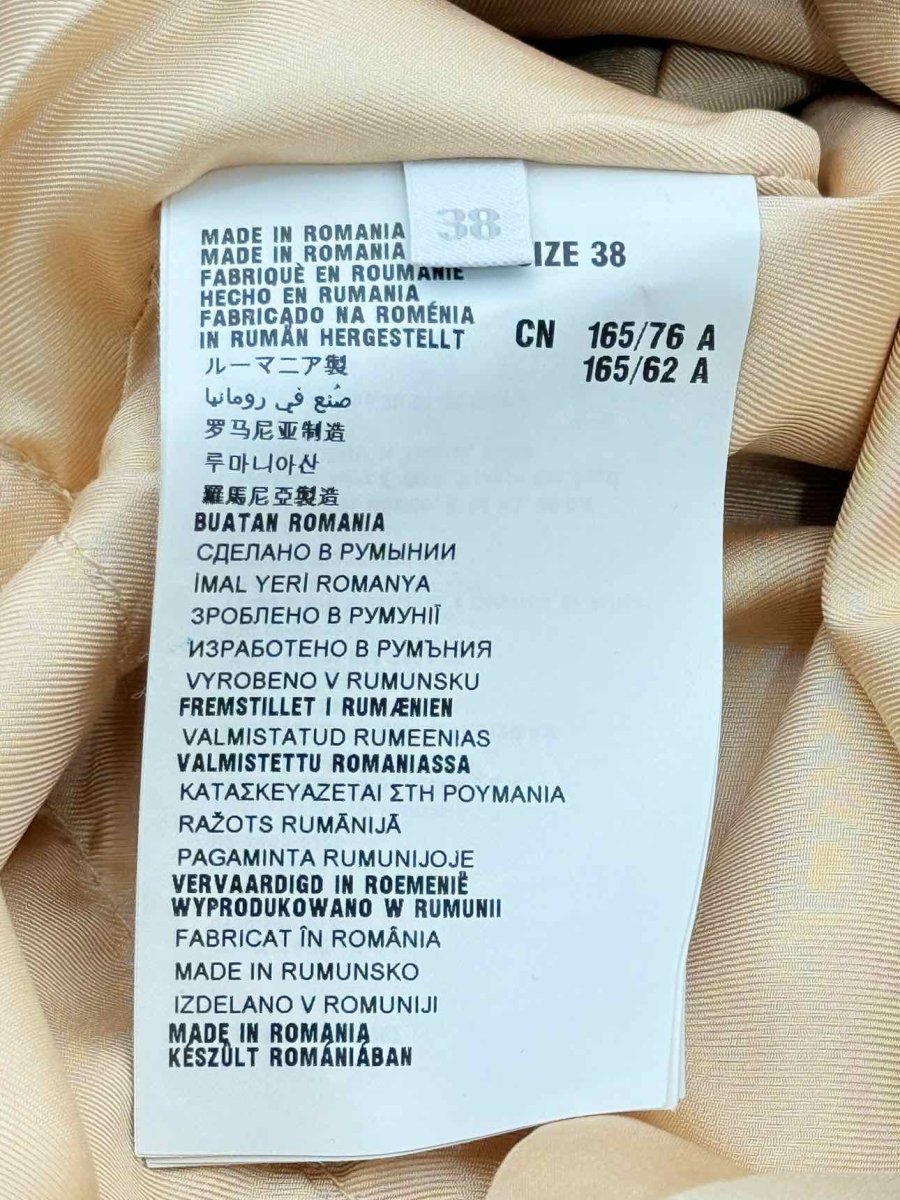 38
MADE IN ROMANIA
MADE IN ROMANIA
FABRIQUÈ EN ROUMANIE
HECHO EN RUMANIA
FABRICADO NA ROMÉNIA
IN RUMÄN HERGESTELLT
ルーマニア製
صُنع في رومانيا
罗马尼亚制造
루마니아산
羅馬尼亞製造
BUATAN ROMANIA
СДЕЛАНО В РУМЫНИИ
İMAL YERİ ROMANYA
ЗРОБЛЕНО В РУМУНІЇ
ИЗРАБОТЕНО В РУМЪНИЯ
VYROBENO V RUMUNSKU
FREMSTILLET I RUMÆNIEN
VALMISTATUD RUMEENIAS
VALMISTETTU ROMANIASSA
ΚΑΤΑΣΚΕΥΑΖΕΤΑΙ ΣΤΗ ΡΟΥΜΑΝΙΑ
RAŽOTS RUMĀNIJĀ
PAGAMINTA RUMUNIJOJE
VERVAARDIGD IN ROEMENIË
WYPRODUKOWANO W RUMUNII
FABRICAT ÎN ROMÂNIA
MADE IN RUMUNSKO
IZDELANO V ROMUNIJI
MADE IN ROMANIA
KÉSZÜLT ROMÁNIÁBAN
IZE 38
CN 165/76 A
165/62 A